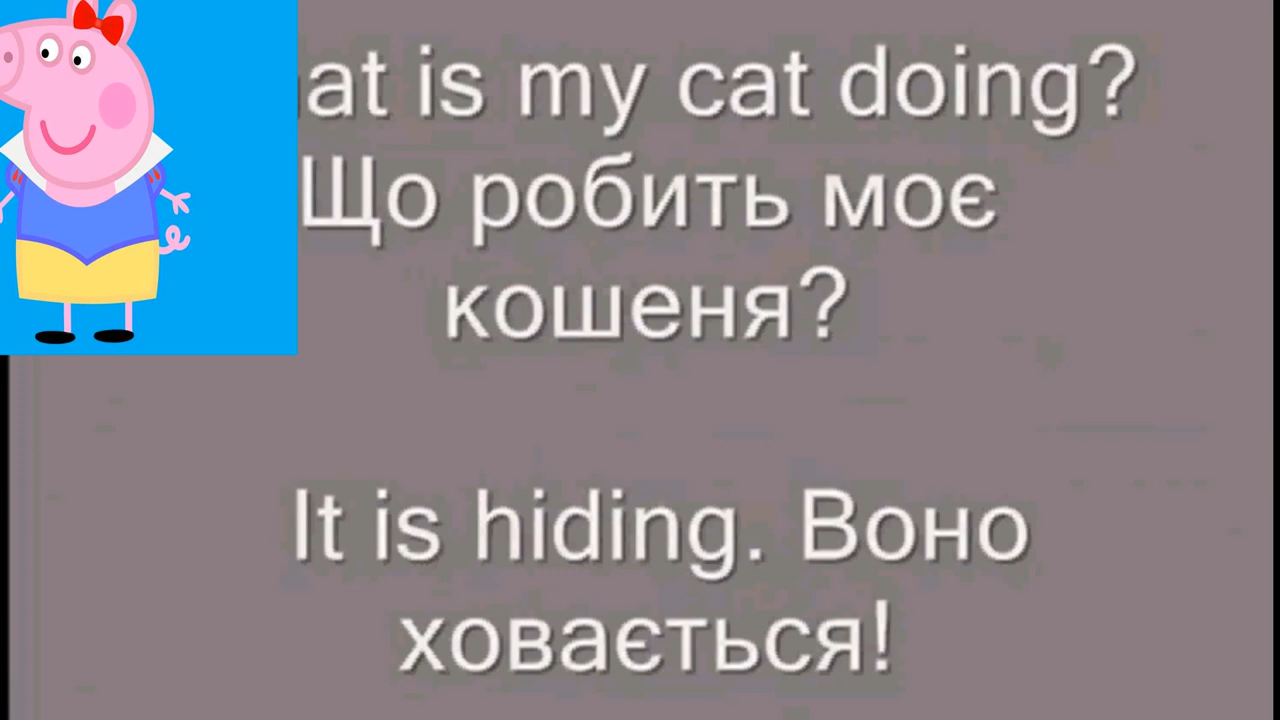 at is my cat doing?
Що робить моє
кошеня?
It is hiding. Воно
ховається!